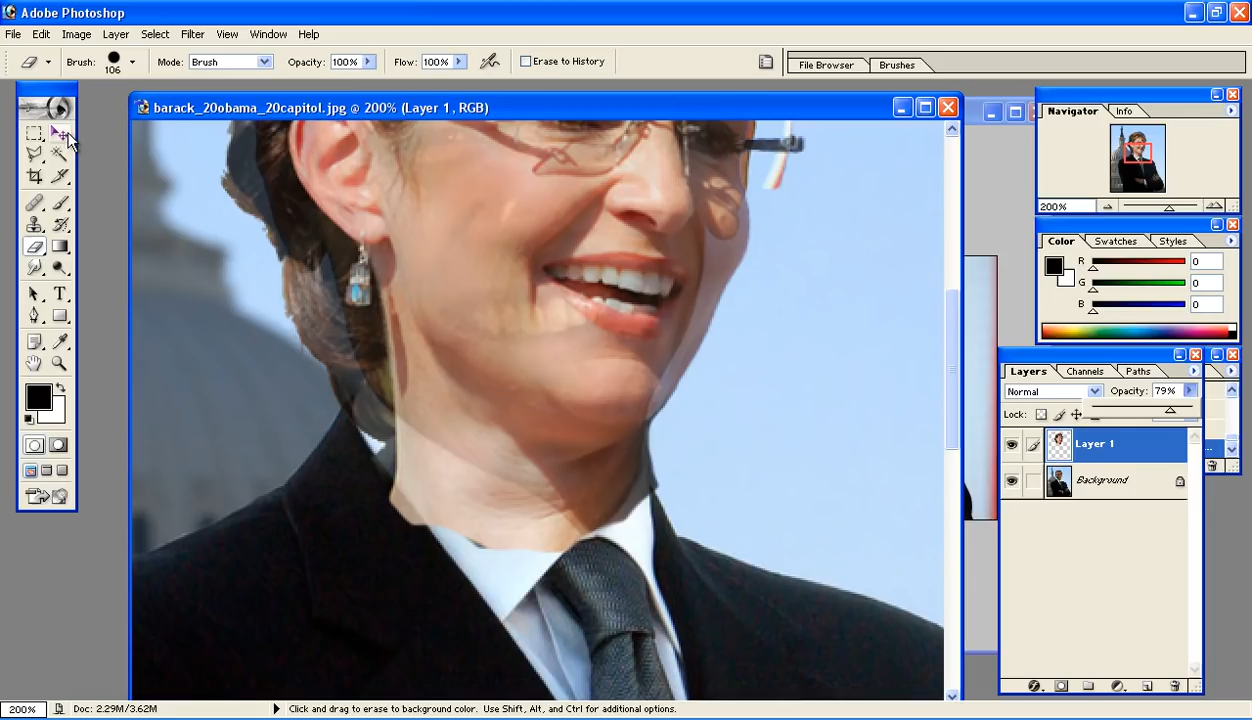 Adobe Photoshop
File Edit Image Layer Select Filter View Window Help
Brush: 106 Mode: Brush Opacity: 100% Flow: 100% Erase to History File Browser Brushes
barack_20obama_20capitol.jpg @ 200% (Layer 1, RGB)
Navigator Info
200%
Color Swatches Styles
R 0
G 0
B 0
Layers Channels Paths
Normal Opacity: 79%
Lock:
Layer 1
Background
200% Doc: 2.29M/3.62M Click and drag to erase to background color. Use Shift, Alt, and Ctrl for additional options.